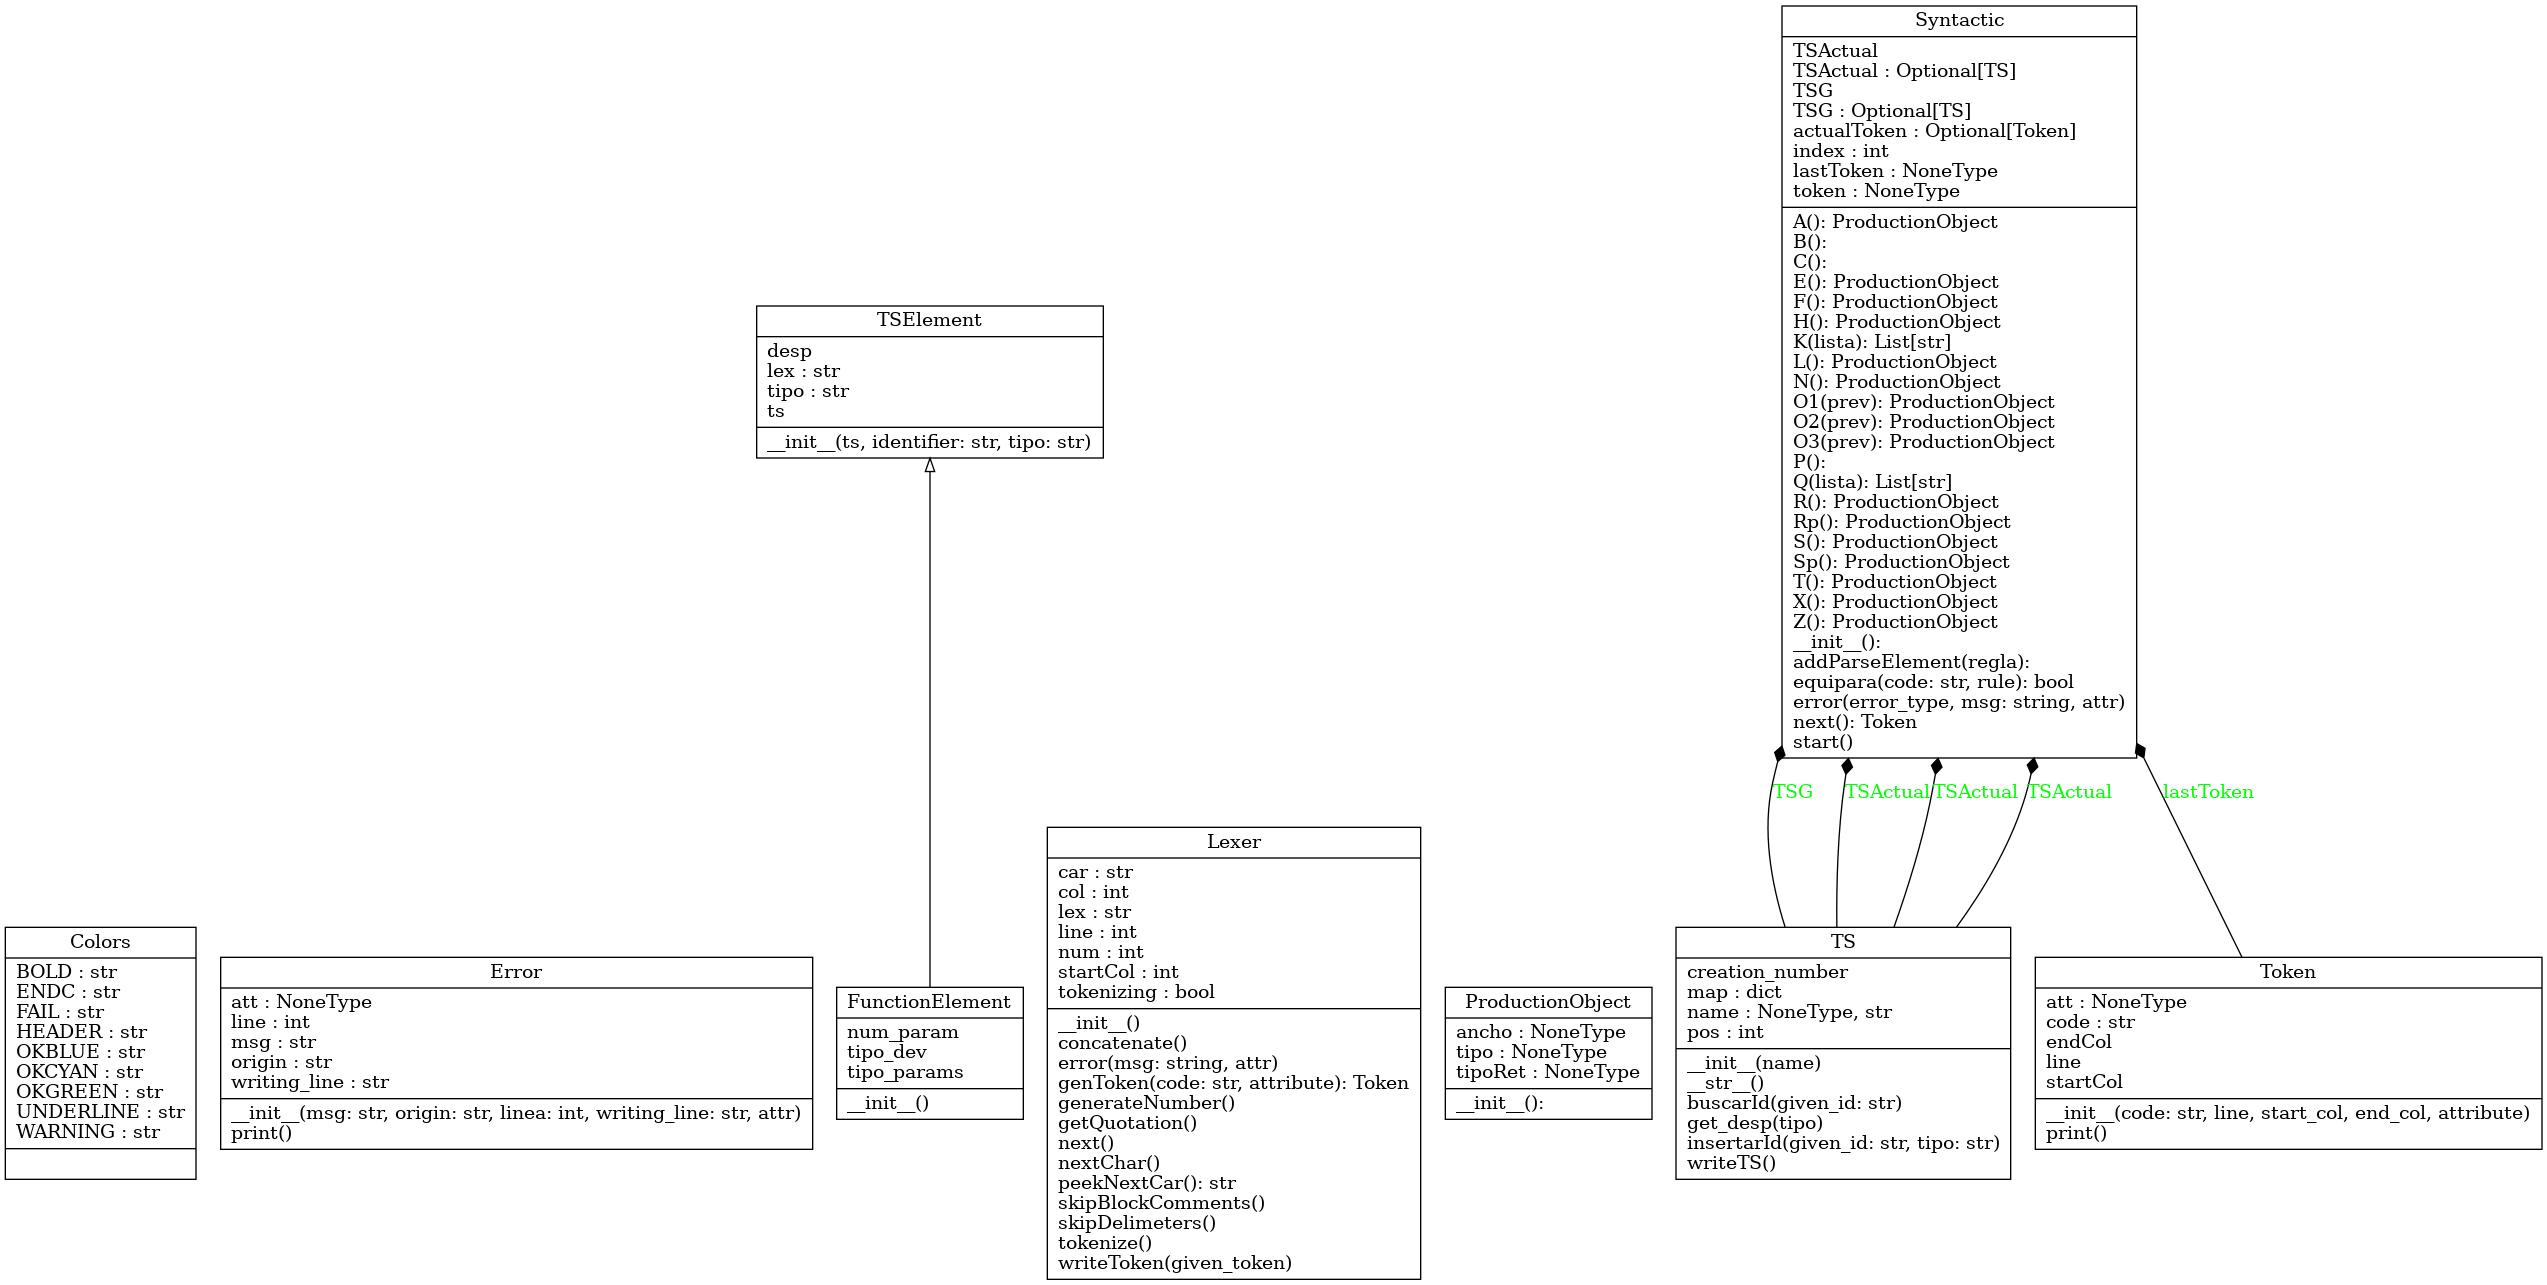 Syntactic
TSActual
TSActual : Optional[TS]
TSG
TSG : Optional[TS]
actualToken : Optional[Token]
index : int
lastToken : NoneType
token : NoneType
A(): ProductionObject
B():
C():
E(): ProductionObject
F(): ProductionObject
H(): ProductionObject
K(lista): List[str]
L(): ProductionObject
N(): ProductionObject
O1(prev): ProductionObject
O2(prev): ProductionObject
O3(prev): ProductionObject
P():
Q(lista): List[str]
R(): ProductionObject
Rp(): ProductionObject
S(): ProductionObject
Sp(): ProductionObject
T(): ProductionObject
X(): ProductionObject
Z(): ProductionObject
__init__():
addParseElement(regla):
equipara(code: str, rule): bool
error(error_type, msg: string, attr)
next(): Token
start()
TSElement
desp
lex : str
tipo : str
ts
__init__(ts, identifier: str, tipo: str)
TSG
TSActual
TSActual
TSActual
lastToken
Colors
BOLD : str
ENDC : str
FAIL : str
HEADER : str
OKBLUE : str
OKCYAN : str
OKGREEN : str
UNDERLINE : str
WARNING : str
Error
att : NoneType
line : int
msg : str
origin : str
writing_line : str
__init__(msg: str, origin: str, linea: int, writing_line: str, attr)
print()
FunctionElement
num_param
tipo_dev
tipo_params
__init__()
Lexer
car : str
col : int
lex : str
line : int
num : int
startCol : int
tokenizing : bool
__init__()
concatenate()
error(msg: string, attr)
genToken(code: str, attribute): Token
generateNumber()
getQuotation()
next()
nextChar()
peekNextCar(): str
skipBlockComments()
skipDelimeters()
tokenize()
writeToken(given_token)
ProductionObject
ancho : NoneType
tipo : NoneType
tipoRet : NoneType
__init__():
TS
creation_number
map : dict
name : NoneType, str
pos : int
__init__(name)
__str__()
buscarId(given_id: str)
get_desp(tipo)
insertarId(given_id: str, tipo: str)
writeTS()
Token
att : NoneType
code : str
endCol
line
startCol
__init__(code: str, line, start_col, end_col, attribute)
print()